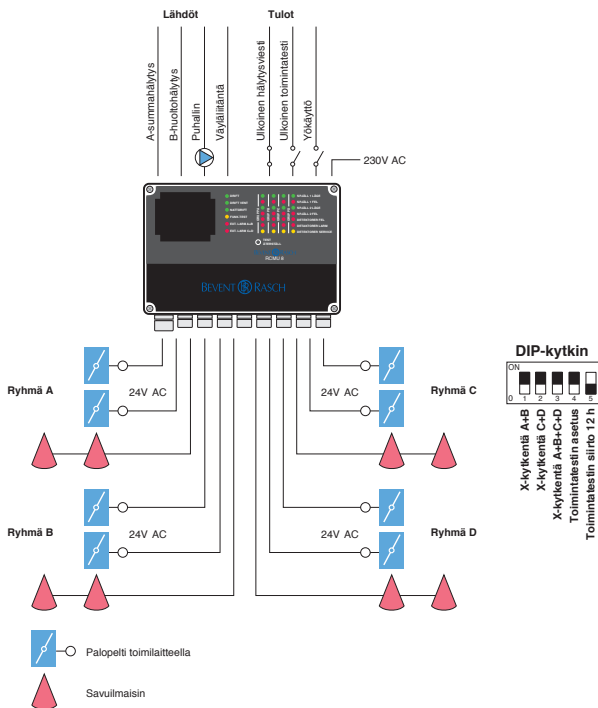 Lähdöt
Tulot
A-summahälytys
B-huoltohälytys
Puhallin
Väyläliitäntä
Ulkoinen hälytysviesti
Ulkoinen toimintatesti
Yökäyttö
230V AC
TEST
RCMU 8
BEVENT RASCH
Ryhmä A
24V AC
24V AC
Ryhmä C
Ryhmä B
24V AC
24V AC
Ryhmä D
DIP-kytkin
ON
0 1 2 3 4 5
X-kytkentä A+B
X-kytkentä C+D
X-kytkentä A+B+C+D
Toimintatestin asetus
Toimintatestin siirto 12 h
Palopelti toimilaitteella
Savuilmaisin